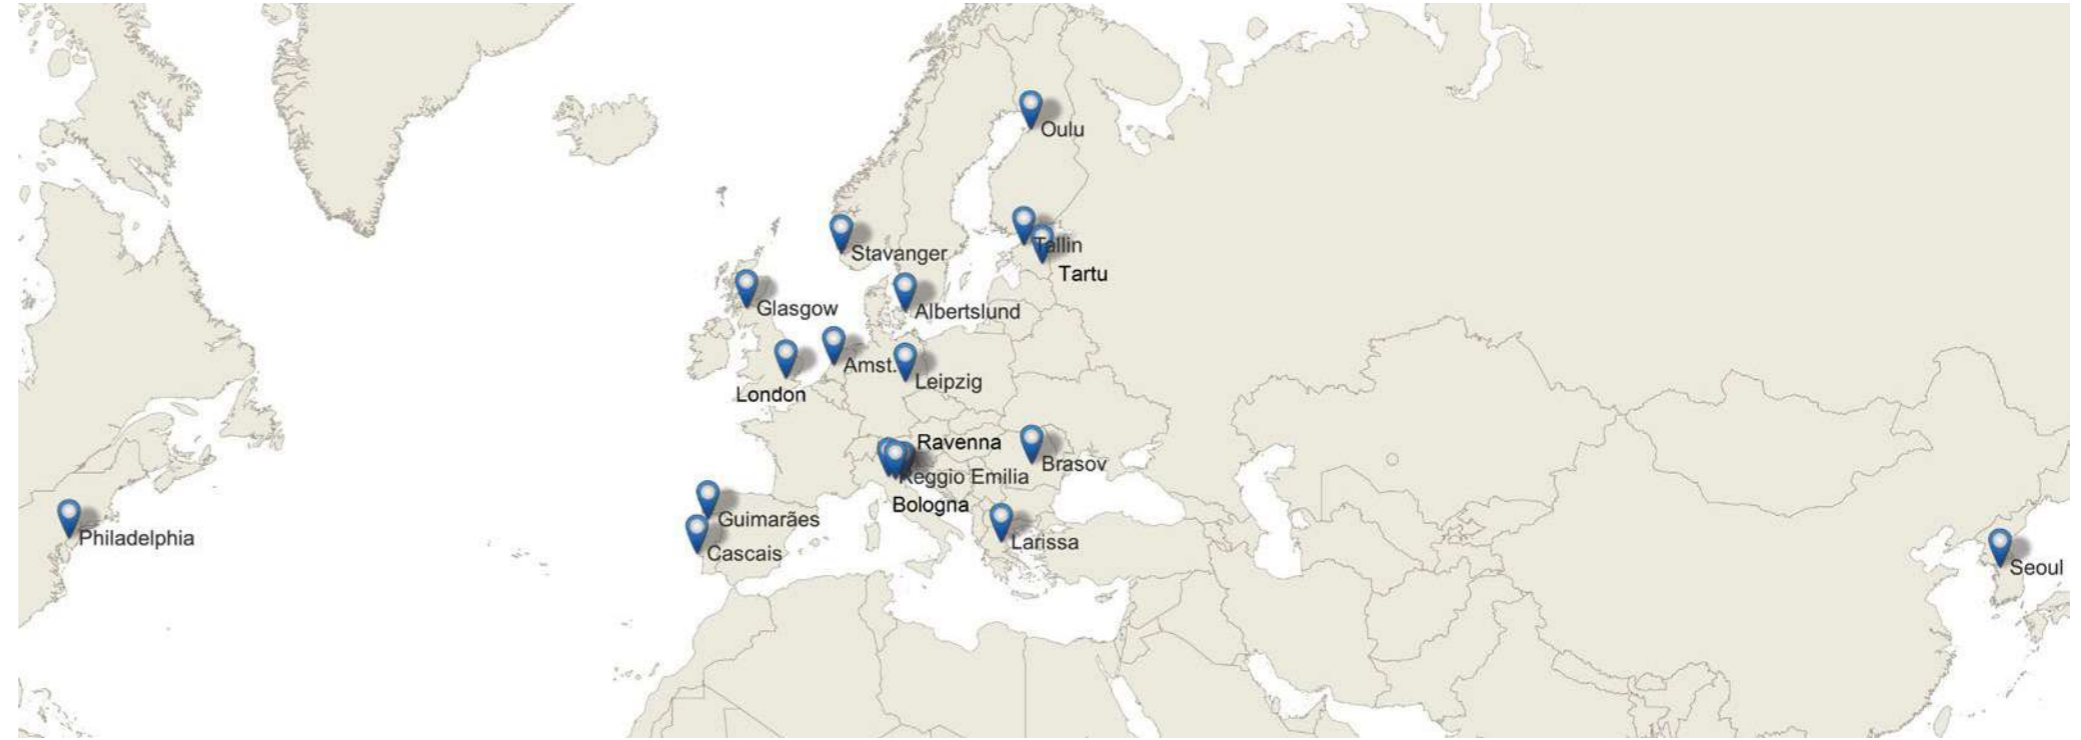 Oulu
Tallin
Stavanger
Tartu
Glasgow
Albertslund
Amst.
Leipzig
London
Ravenna
Brasov
Reggio Emilia
Bologna
Guimarães
Philadelphia
Larissa
Cascais
Seoul